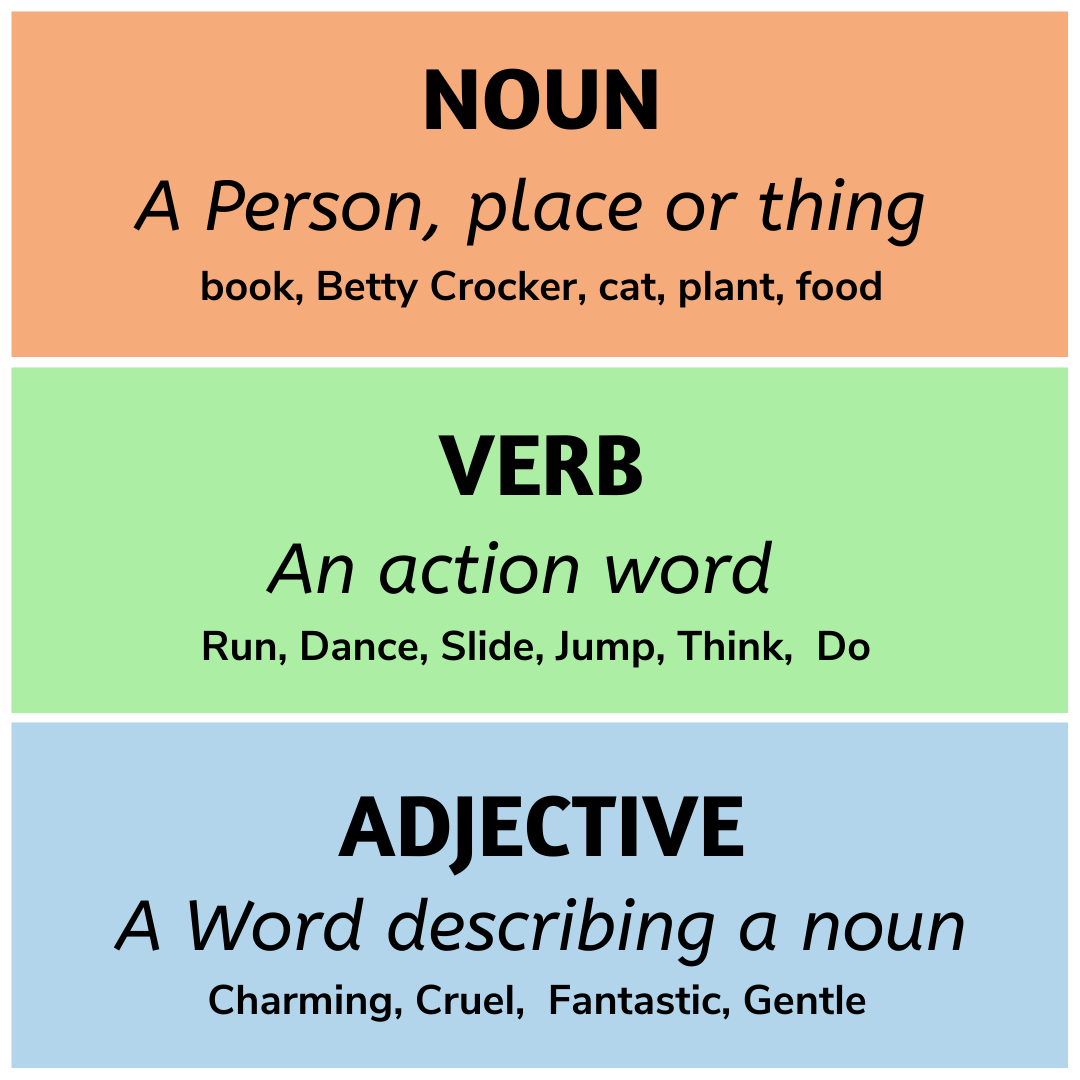 NOUN
A Person, place or thing
book, Betty Crocker, cat, plant, food
VERB
An action word
Run, Dance, Slide, Jump, Think,  Do
ADJECTIVE
A Word describing a noun
Charming, Cruel,  Fantastic, Gentle